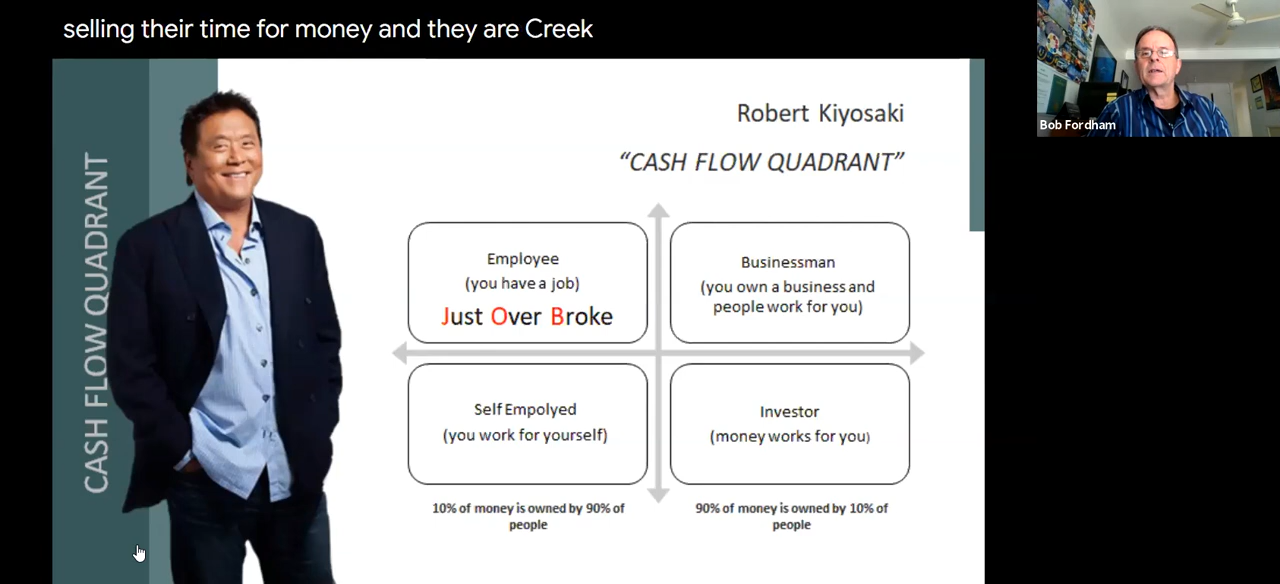 selling their time for money and they are Creek
Bob Fordham
CASH FLOW QUADRANT
Robert Kiyosaki
“CASH FLOW QUADRANT”
Employee
(you have a job)
Just Over Broke
Businessman
(you own a business and
people work for you)
Self Empolyed
(you work for yourself)
Investor
(money works for you)
10% of money is owned by 90% of
people
90% of money is owned by 10% of
people